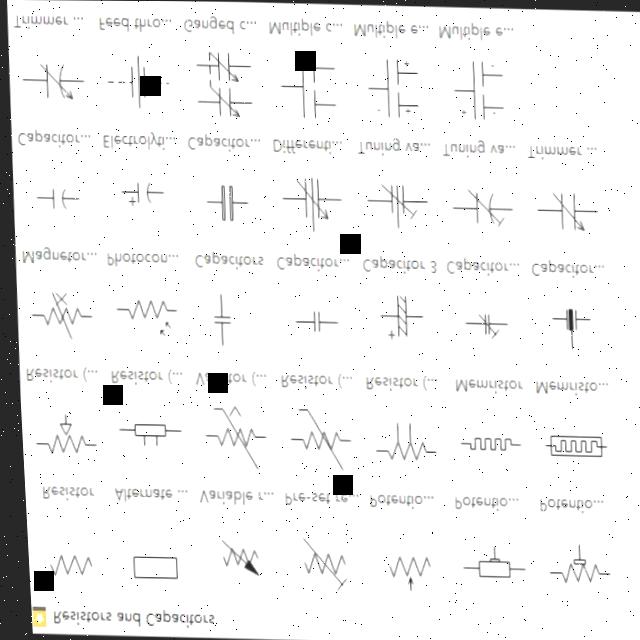 Resistors and Capacitors
Resistor Alternate ... Variable r... Pre-set re... Potentio... Potentio... Potentio...
Resistor (... Resistor (... (... Resistor (... Resistor (... Memristor Memristo...
Magnetor... Photocon... Capacitors Capacitor... Capacitor 3 Capacitor... Capacitor...
Capacitor... Electrolyti... Capacitor... Differenti... Tuning va... Tuning va... Trimmer ...
Trimmer ... Feed thro... Ganged c... Multiple c... Multiple e... Multiple e...